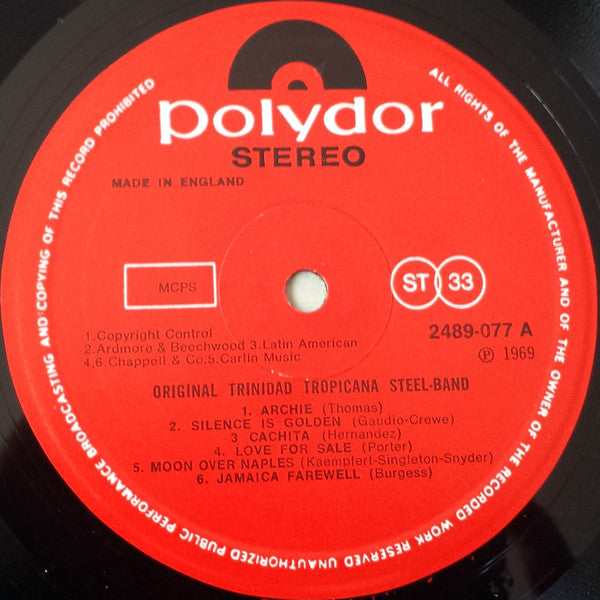 polydor
STEREO
MADE IN ENGLAND
MCPS
ST 33
1.Copyright Control
2.Ardmore & Beechwood 3.Latin American
4,6. Chappell & Co.5.Carlin Music
2489-077 A
℗ 1969
ORIGINAL TRINIDAD TROPICANA STEEL-BAND
1. ARCHIE (Thomas)
2. SILENCE IS GOLDEN (Gaudio-Crewe)
3 CACHITA (Hernandez)
4. LOVE FOR SALE (Porter)
5. MOON OVER NAPLES (Kaempfert-Singleton-Snyder)
6. JAMAICA FAREWELL (Burgess)
ALL RIGHTS OF THE MANUFACTURER AND OF THE OWNER OF THE RECORDED WORK RESERVED UNAUTHORIZED PUBLIC PERFORMANCE BROADCASTING AND COPYING OF THIS RECORD PROHIBITED